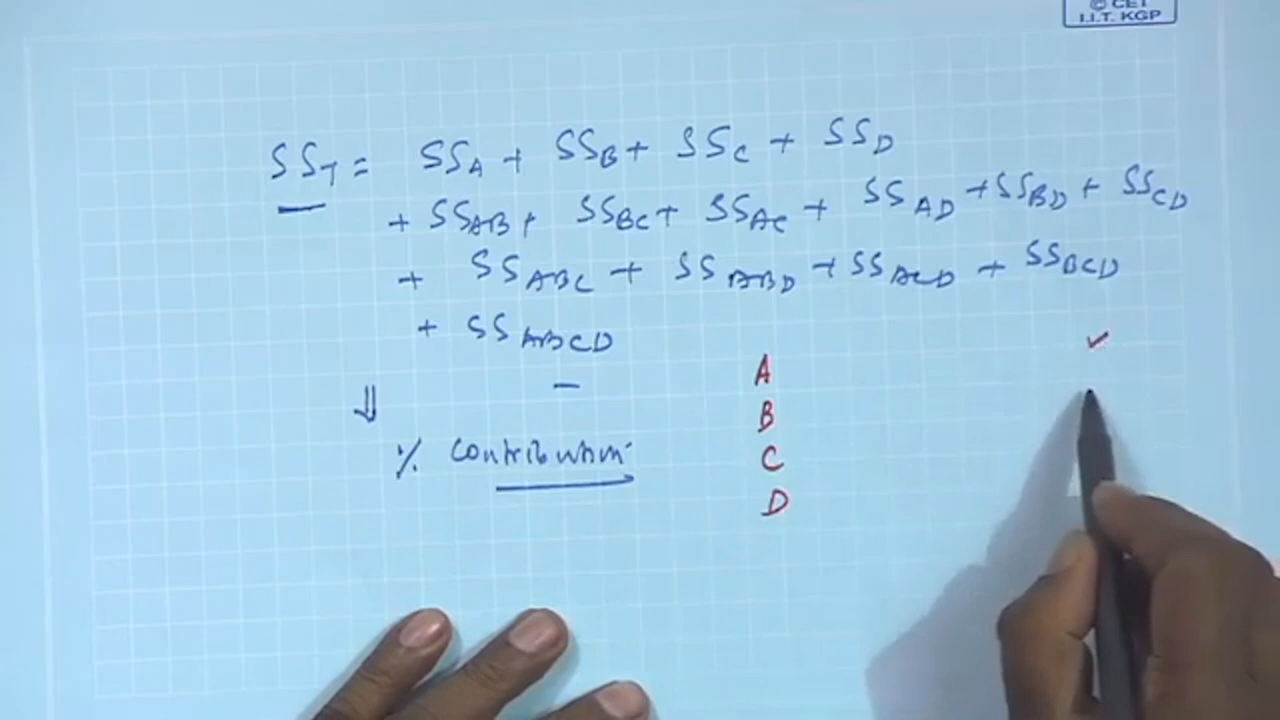 © CET
I.I.T. KGP
SST = SSA + SSB + SSC + SSD
+ SSAB + SSBC + SSAC + SSAD + SSBD + SSCD
+ SSABC + SSABD + SSACD + SSBCD
+ SSABCD
⇓
% Contribution
A ✓
B
C
D